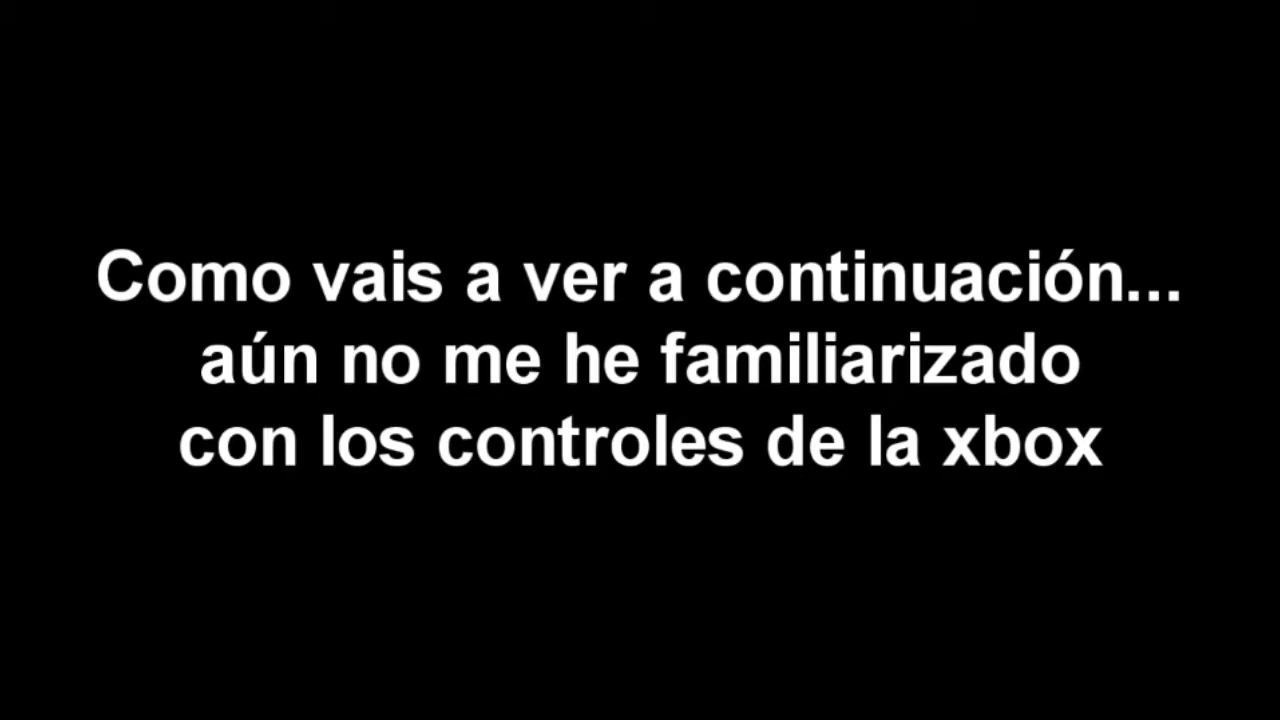 Como vais a ver a continuación...
aún no me he familiarizado
con los controles de la xbox